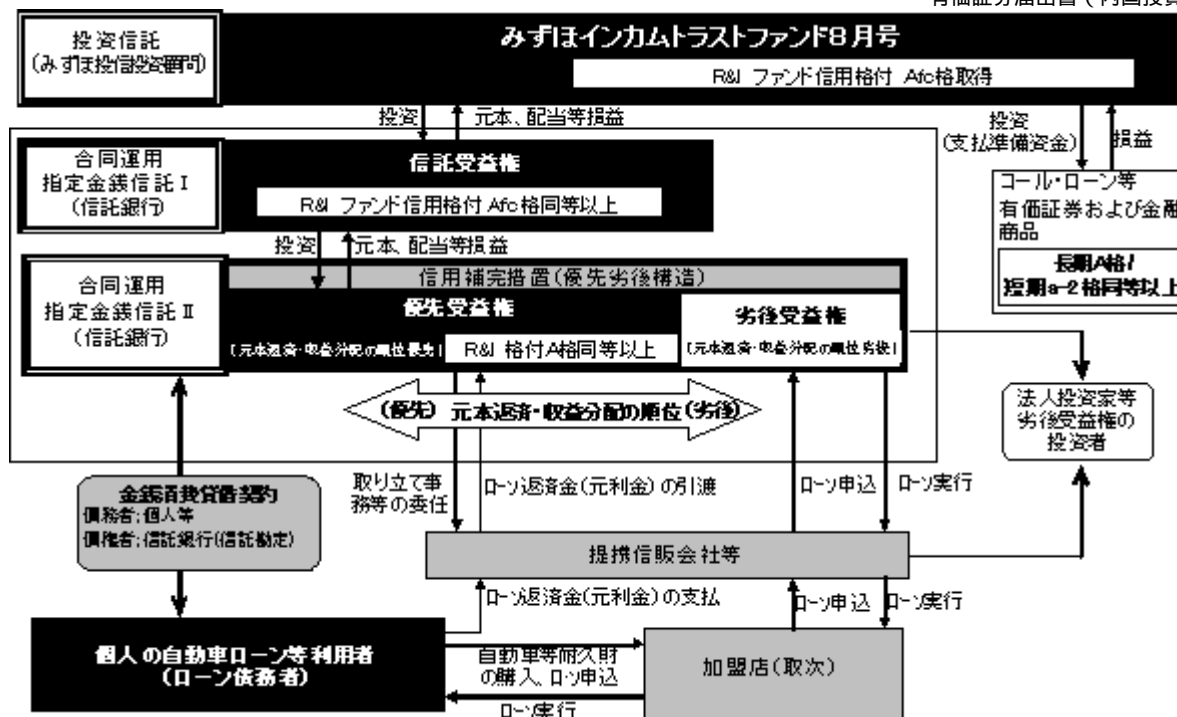 有価証券届出書（内国投資
投資信託
(みずほ投信投資顧問)
みずほインカムトラストファンド8月号
R&I ファンド信用格付 Afc格取得
投資
元本、配当等損益
投資
(支払準備資金)
損益
合同運用
指定金銭信託Ⅰ
(信託銀行)
信託受益権
R&I ファンド信用格付 Afc格同等以上
コール・ローン等
有価証券および金融
商品
長期A格/
短期a-2格同等以上
投資
元本、配当等損益
合同運用
指定金銭信託Ⅱ
(信託銀行)
信用補完措置(優先劣後構造)
優先受益権
[元本返済・収益分配の順位優先]
R&I 格付A格同等以上
劣後受益権
[元本返済・収益分配の順位劣後]
(優先) 元本返済・収益分配の順位 (劣後)
法人投資家等
劣後受益権の
投資者
金銭消費貸借契約
債務者;個人等
債権者;信託銀行(信託勘定)
取り立て事
務等の委任
ローン返済金(元利金)の引渡
ローン申込
ローン実行
提携信販会社等
ローン返済金(元利金)の支払
ローン申込
ローン実行
個人の自動車ローン等利用者
(ローン債務者)
自動車等耐久財
の購入、ローン申込
ローン実行
加盟店(取次)